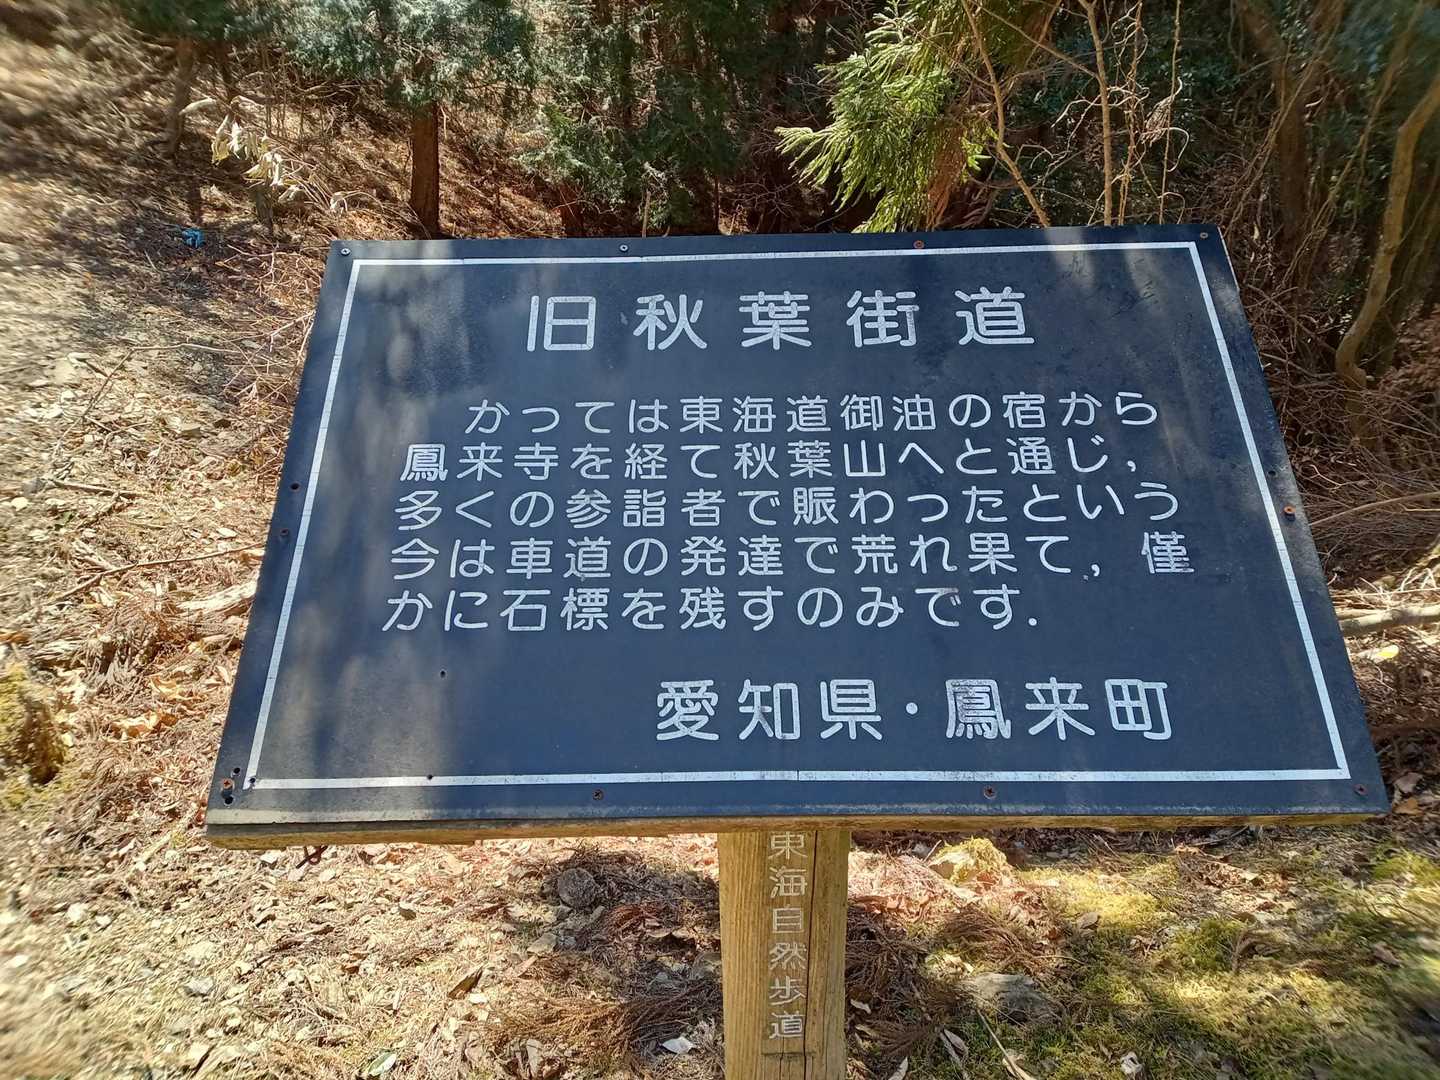 旧秋葉街道
かつては東海道御油の宿から
鳳来寺を経て秋葉山へと通じ，
多くの参詣者で賑わったという
今は車道の発達で荒れ果て，僅
かに石標を残すのみです．
愛知県・鳳来町
東海自然歩道